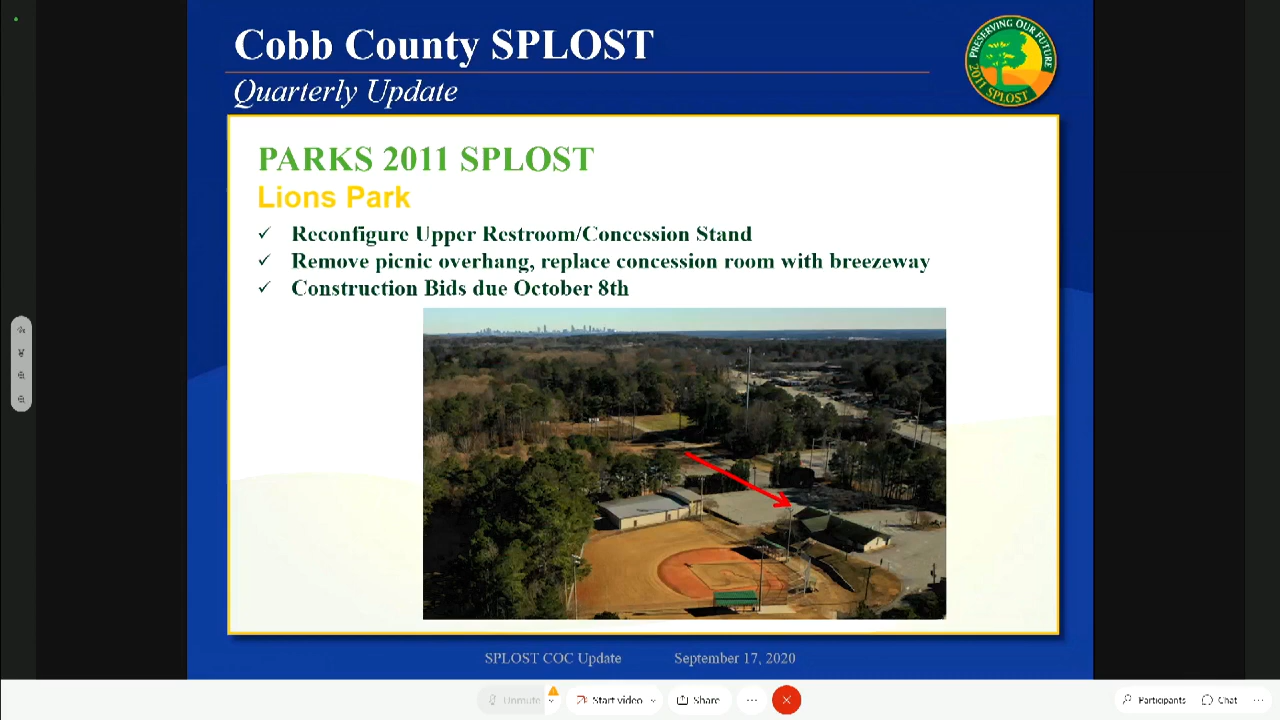 Cobb County SPLOST
Quarterly Update
PRESERVING OUR FUTURE
2011 SPLOST
PARKS 2011 SPLOST
Lions Park
✓ Reconfigure Upper Restroom/Concession Stand
✓ Remove picnic overhang, replace concession room with breezeway
✓ Construction Bids due October 8th
SPLOST COC Update September 17, 2020
Unmute Start video Share ... Participants Chat ...